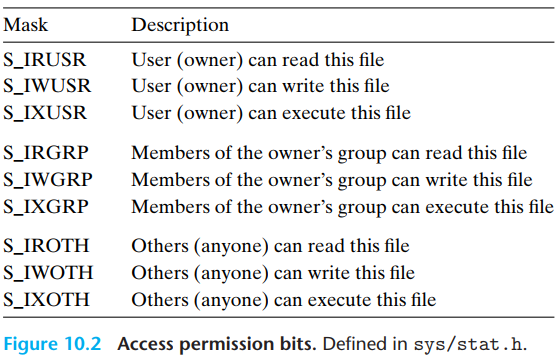 Mask Description
S_IRUSR User (owner) can read this file
S_IWUSR User (owner) can write this file
S_IXUSR User (owner) can execute this file
S_IRGRP Members of the owner’s group can read this file
S_IWGRP Members of the owner’s group can write this file
S_IXGRP Members of the owner’s group can execute this file
S_IROTH Others (anyone) can read this file
S_IWOTH Others (anyone) can write this file
S_IXOTH Others (anyone) can execute this file
Figure 10.2 Access permission bits. Defined in sys/stat.h.